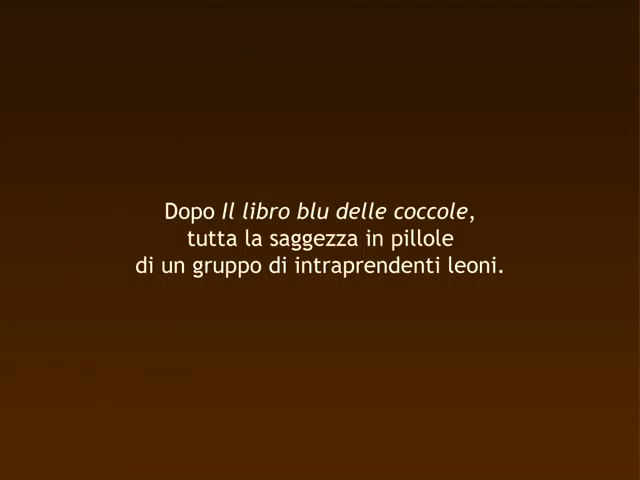 Dopo Il libro blu delle coccole,
tutta la saggezza in pillole
di un gruppo di intraprendenti leoni.